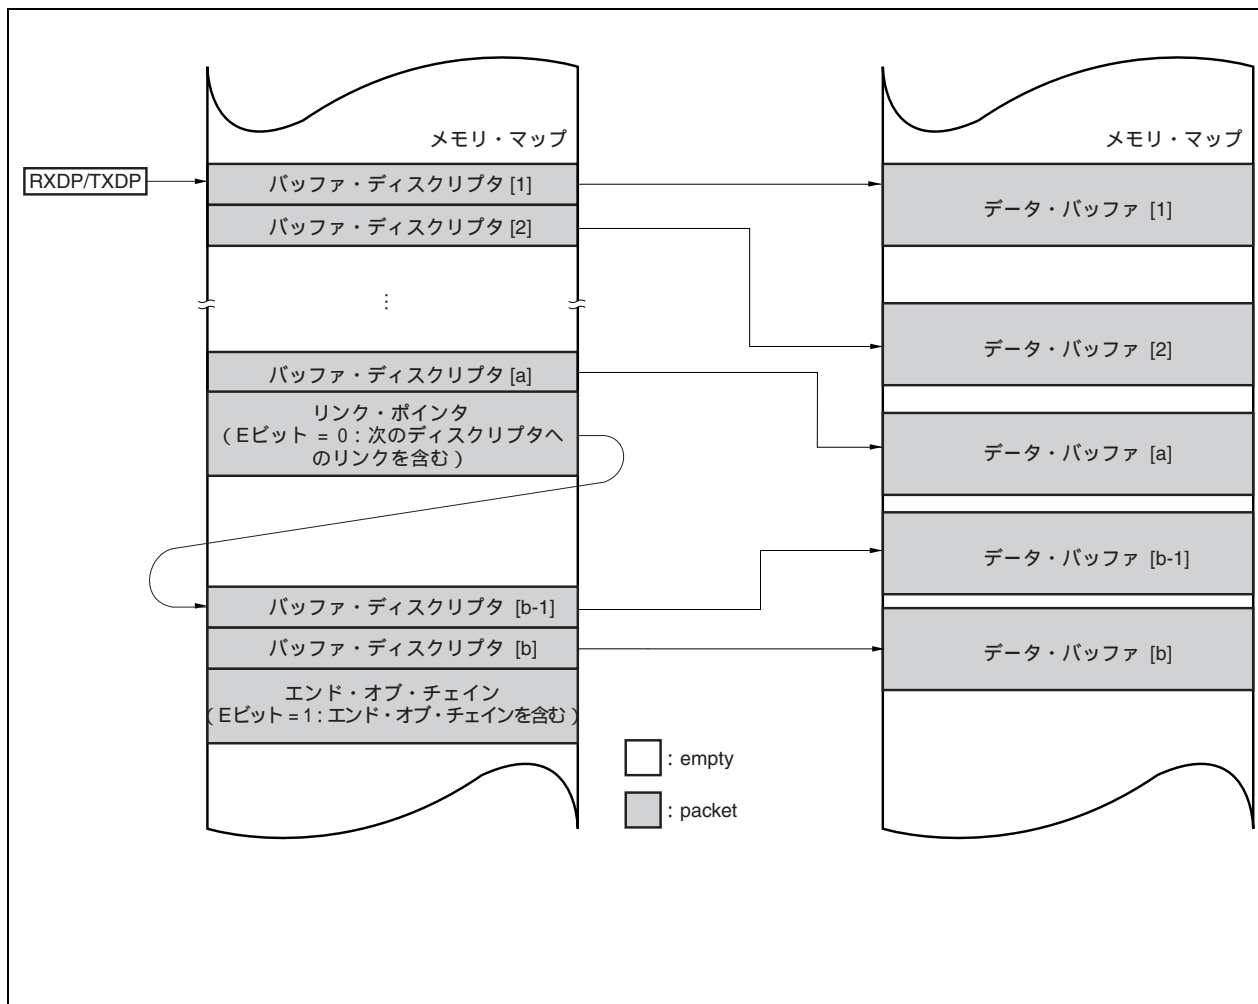 メモリ・マップ
メモリ・マップ
RXDP/TXDP
バッファ・ディスクリプタ [1]
データ・バッファ [1]
バッファ・ディスクリプタ [2]
⋮
データ・バッファ [2]
バッファ・ディスクリプタ [a]
リンク・ポインタ
( Eビット = 0 : 次のディスクリプタへ
のリンクを含む )
データ・バッファ [a]
データ・バッファ [b-1]
バッファ・ディスクリプタ [b-1]
バッファ・ディスクリプタ [b]
データ・バッファ [b]
エンド・オブ・チェイン
( Eビット = 1 : エンド・オブ・チェインを含む )
: empty
: packet